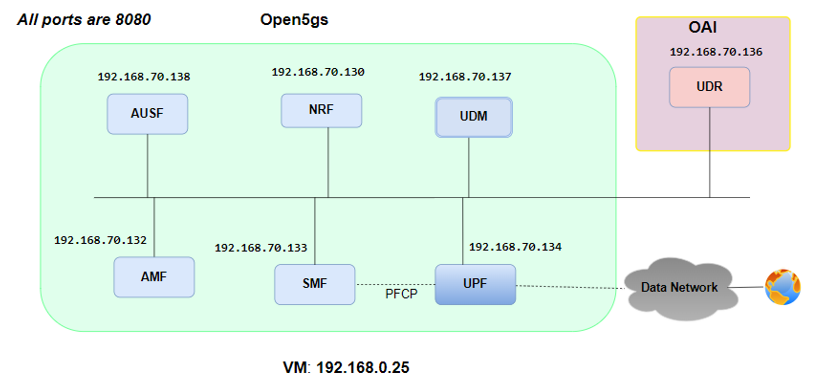 All ports are 8080
Open5gs
OAI
192.168.70.138
192.168.70.130
192.168.70.137
192.168.70.136
AUSF
NRF
UDM
UDR
192.168.70.132
192.168.70.133
192.168.70.134
AMF
SMF
PFCP
UPF
Data Network
VM: 192.168.0.25